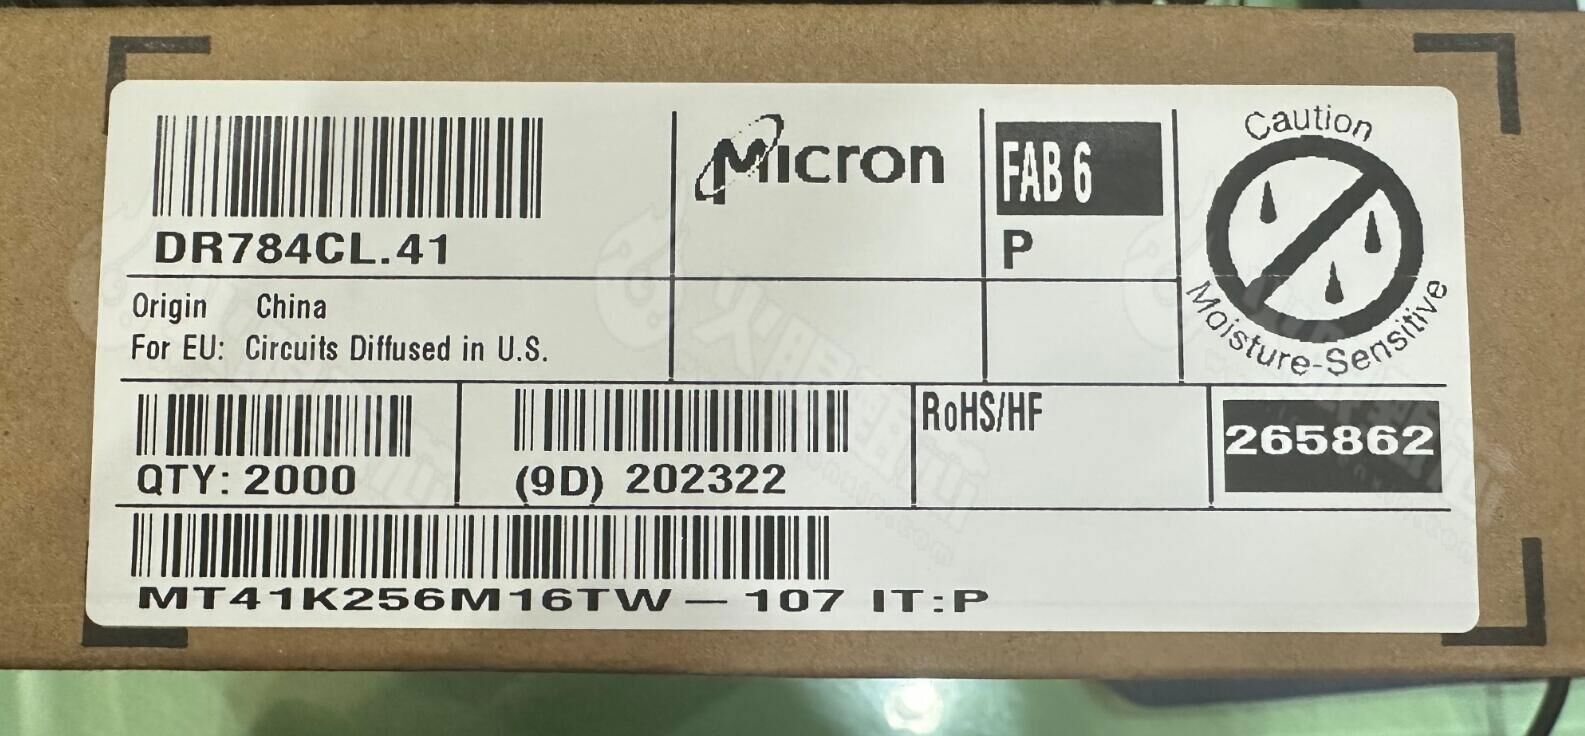 DR784CL.41
Micron
FAB 6
P
Caution
Moisture-Sensitive
Origin China
For EU: Circuits Diffused in U.S.
QTY: 2000
(9D) 202322
RoHS/HF
265862
MT41K256M16TW-107 IT:P